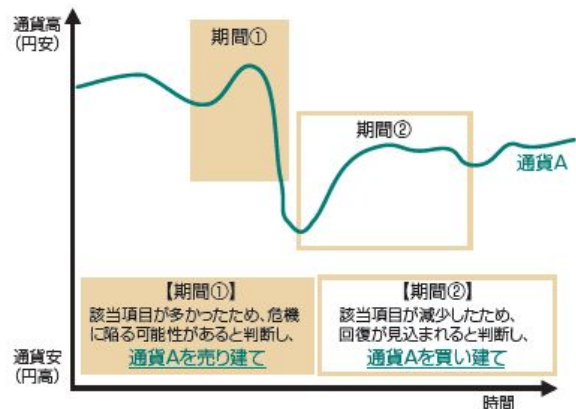 通貨高
(円安)
期間①
期間②
通貨A
【期間①】
該当項目が多かったため、危機
に陥る可能性があると判断し、
通貨Aを売り建て
【期間②】
該当項目が減少したため、
回復が見込まれると判断し、
通貨Aを買い建て
通貨安
(円高)
時間